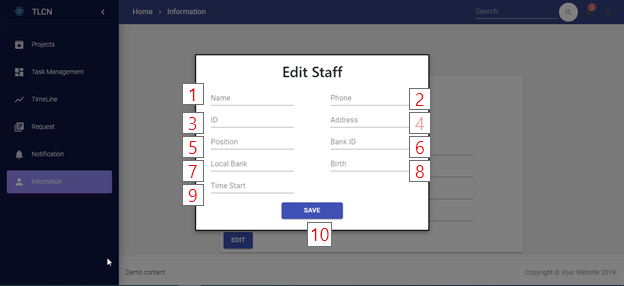 TLCN
Home > Information
Search
5
Projects
Task Management
TimeLine
Request
Notification
Information
Edit Staff
1 Name
Phone 2
3 ID
Address 4
5 Position
Bank ID 6
7 Local Bank
Birth 8
9 Time Start
SAVE
10
EDIT
Demo content
Copyright © Your Website 2019